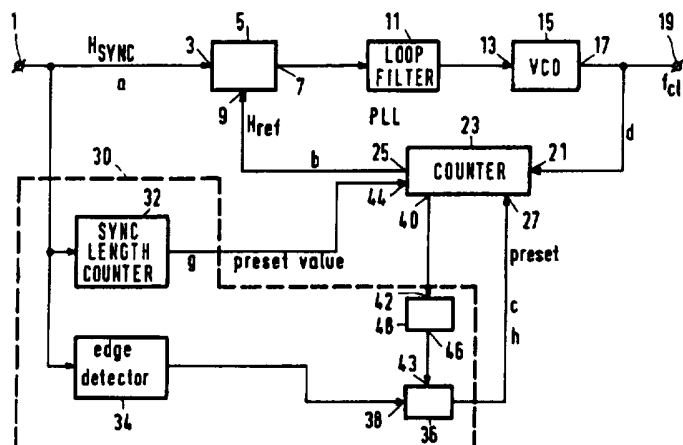 1
5
11
15
19
HSYNC
3
7
LOOP
FILTER
13
VCO
17
a
9
fcl
Href
PLL
23
d
30
b
25
COUNTER
21
44
40
27
32
SYNC
LENGTH
COUNTER
g
preset value
preset
42
c
48
h
46
edge
detector
43
34
38
36